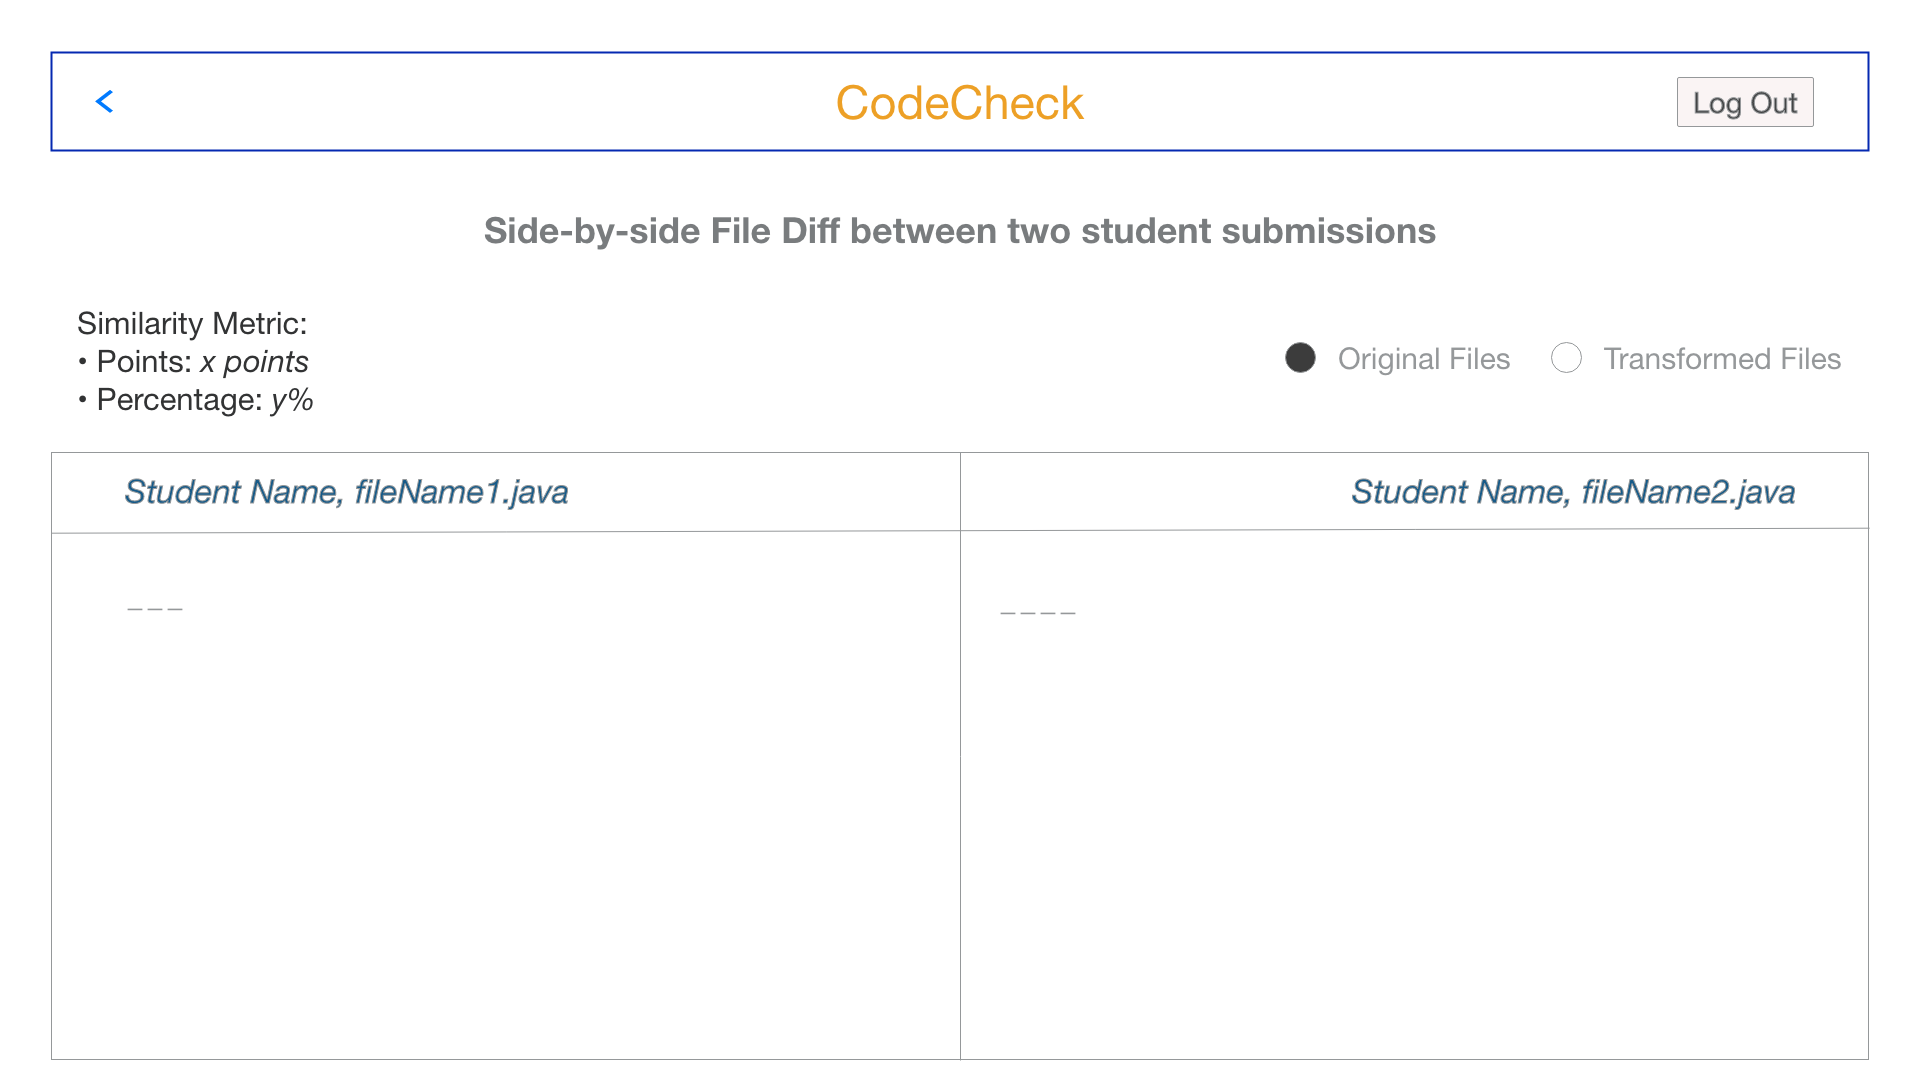 <
CodeCheck
Log Out
Side-by-side File Diff between two student submissions
Similarity Metric:
• Points: x points
• Percentage: y%
Original Files
Transformed Files
Student Name, fileName1.java
Student Name, fileName2.java
_ _ _
_ _ _ _